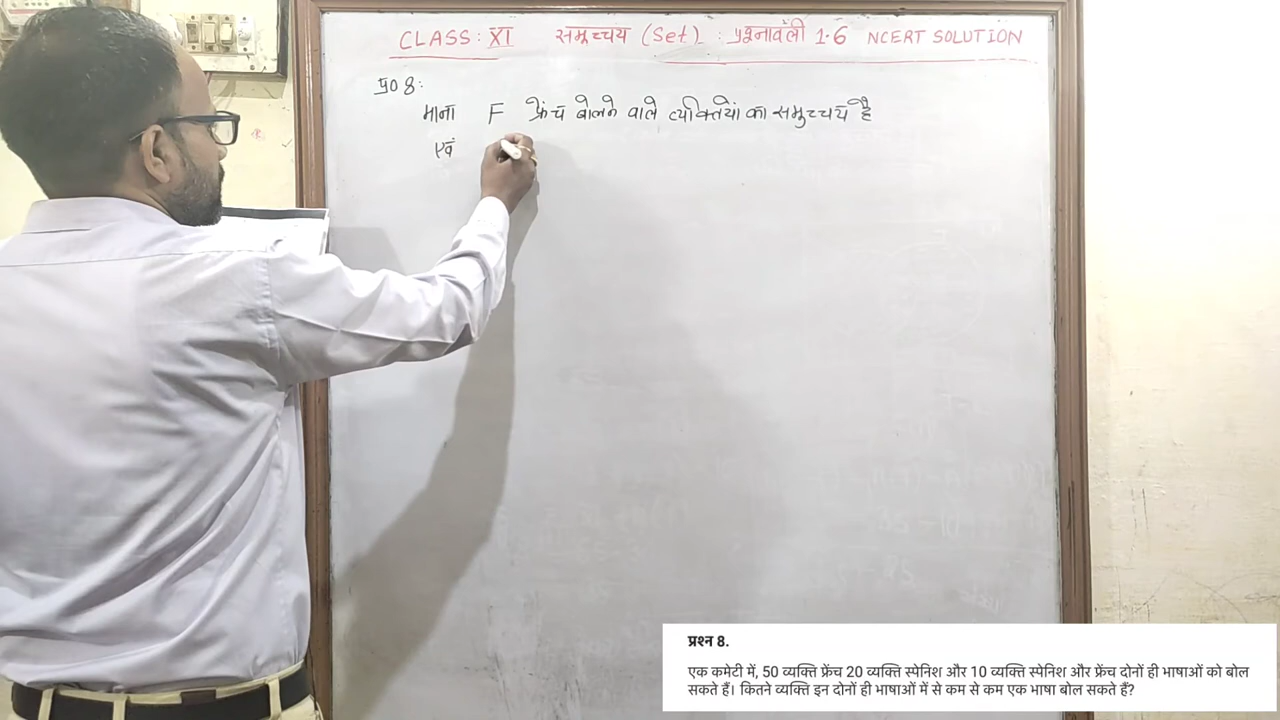 CLASS: XI समुच्चय (Set) : प्रश्नावली 1.6 NCERT SOLUTION
प्र० 8:
माना F फ्रेंच बोलने वाले व्यक्तियों का समुच्चय है
एवं
प्रश्न 8.
एक कमेटी में, 50 व्यक्ति फ्रेंच 20 व्यक्ति स्पेनिश और 10 व्यक्ति स्पेनिश और फ्रेंच दोनों ही भाषाओं को बोल
सकते हैं। कितने व्यक्ति इन दोनों ही भाषाओं में से कम से कम एक भाषा बोल सकते हैं?